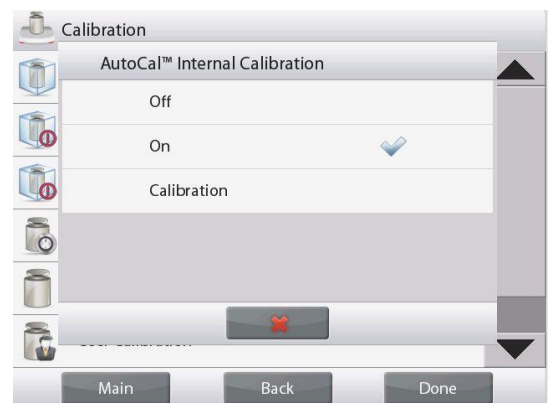 Calibration
AutoCal™ Internal Calibration
Off
On
Calibration
Main
Back
Done